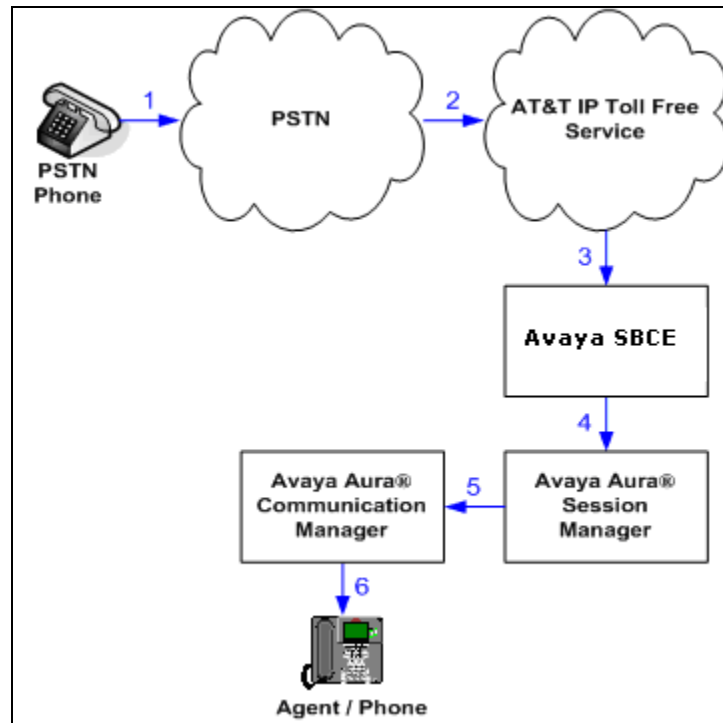 1
PSTN
Phone
PSTN
2
AT&T IP Toll Free
Service
3
Avaya SBCE
4
Avaya Aura®
Session
Manager
5
Avaya Aura®
Communication
Manager
6
Agent / Phone